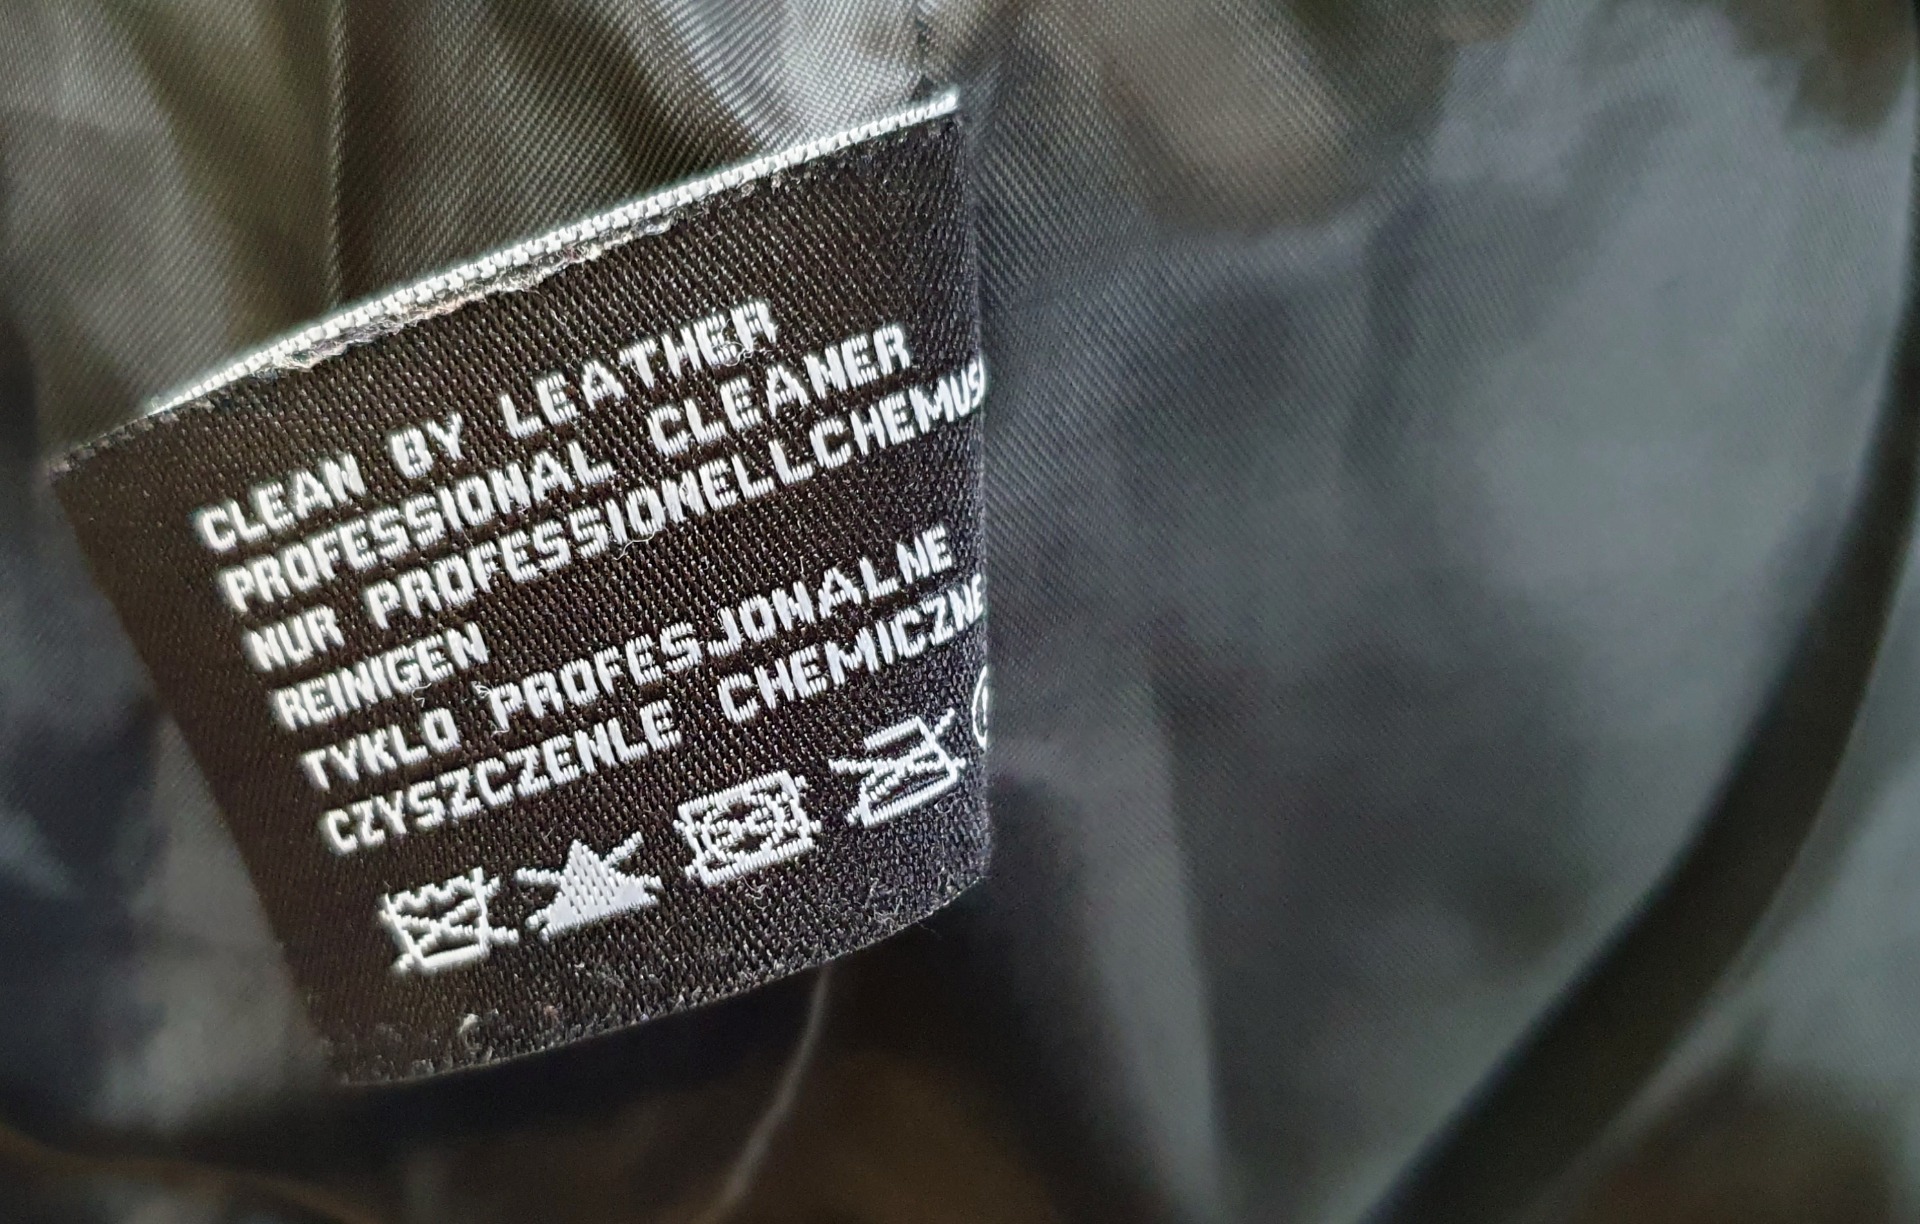 CLEAN BY LEATHER
PROFESSIONAL CLEANER
NUR PROFESSIONELLCHEMUS
REINIGEN
TYKLO PROFESJONALNE
CZYSZCZENLE CHEMICZNE